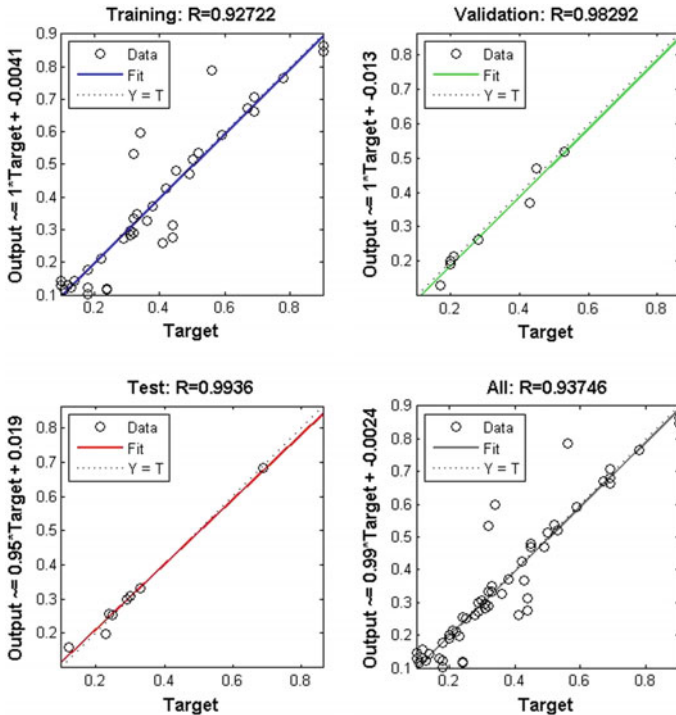 Training: R=0.92722
Output ~= 1*Target + -0.0041
0.9
0.8
0.7
0.6
0.5
0.4
0.3
0.2
0.1
Data
Fit
Y = T
0.2 0.4 0.6 0.8
Target
Validation: R=0.98292
Output ~= 1*Target + -0.013
0.8
0.7
0.6
0.5
0.4
0.3
0.2
Data
Fit
Y = T
0.2 0.4 0.6 0.8
Target
Test: R=0.9936
Output ~= 0.95*Target + 0.019
0.8
0.7
0.6
0.5
0.4
0.3
0.2
Data
Fit
Y = T
0.2 0.4 0.6 0.8
Target
All: R=0.93746
Output ~= 0.99*Target + -0.0024
0.9
0.8
0.7
0.6
0.5
0.4
0.3
0.2
0.1
Data
Fit
Y = T
0.2 0.4 0.6 0.8
Target